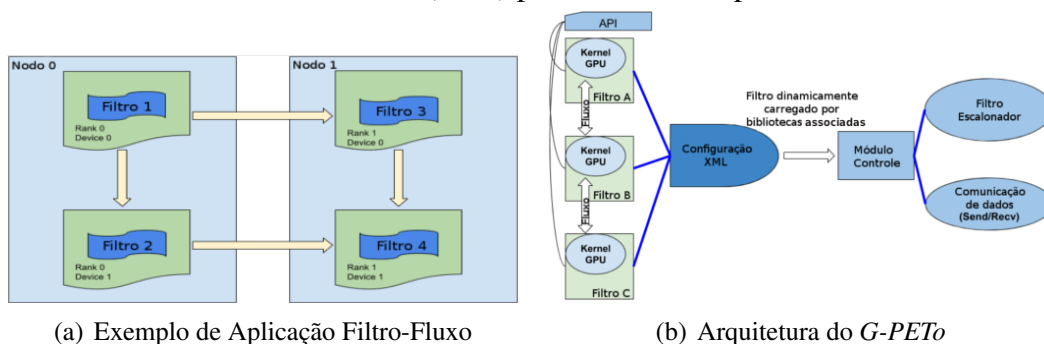 Nodo 0
Filtro 1
Rank 0
Device 0
Filtro 2
Rank 0
Device 1
Nodo 1
Filtro 3
Rank 1
Device 0
Filtro 4
Rank 1
Device 1
(a) Exemplo de Aplicação Filtro-Fluxo
API
Kernel
GPU
Filtro A
Fluxo
Kernel
GPU
Filtro B
Fluxo
Kernel
GPU
Filtro C
Configuração
XML
Filtro dinamicamente
carregado por
bibliotecas associadas
Módulo
Controle
Filtro
Escalonador
Comunicação
de dados
(Send/Recv)
(b) Arquitetura do G-PETo